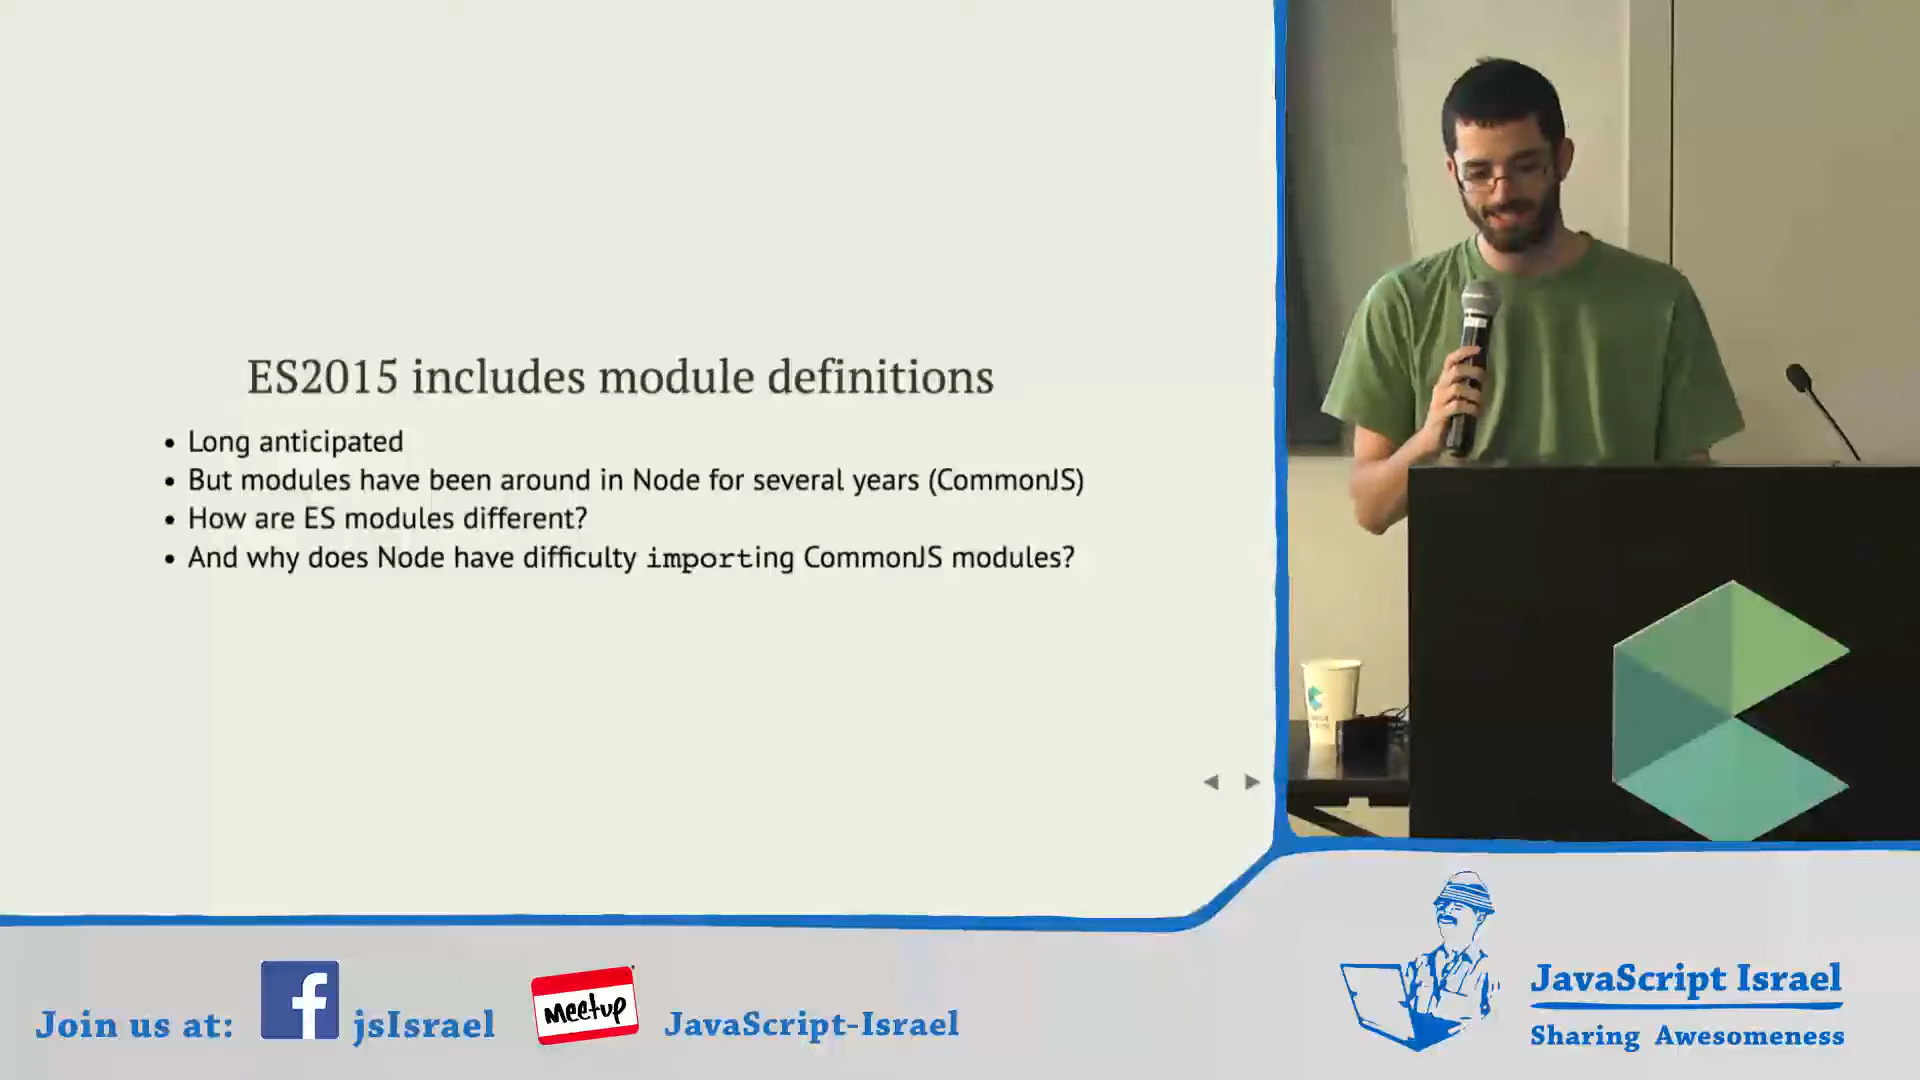 ES2015 includes module definitions
• Long anticipated
• But modules have been around in Node for several years (CommonJS)
• How are ES modules different?
• And why does Node have difficulty importing CommonJS modules?
Join us at:
f
jsIsrael
meetup
JavaScript-Israel
JavaScript Israel
Sharing Awesomeness